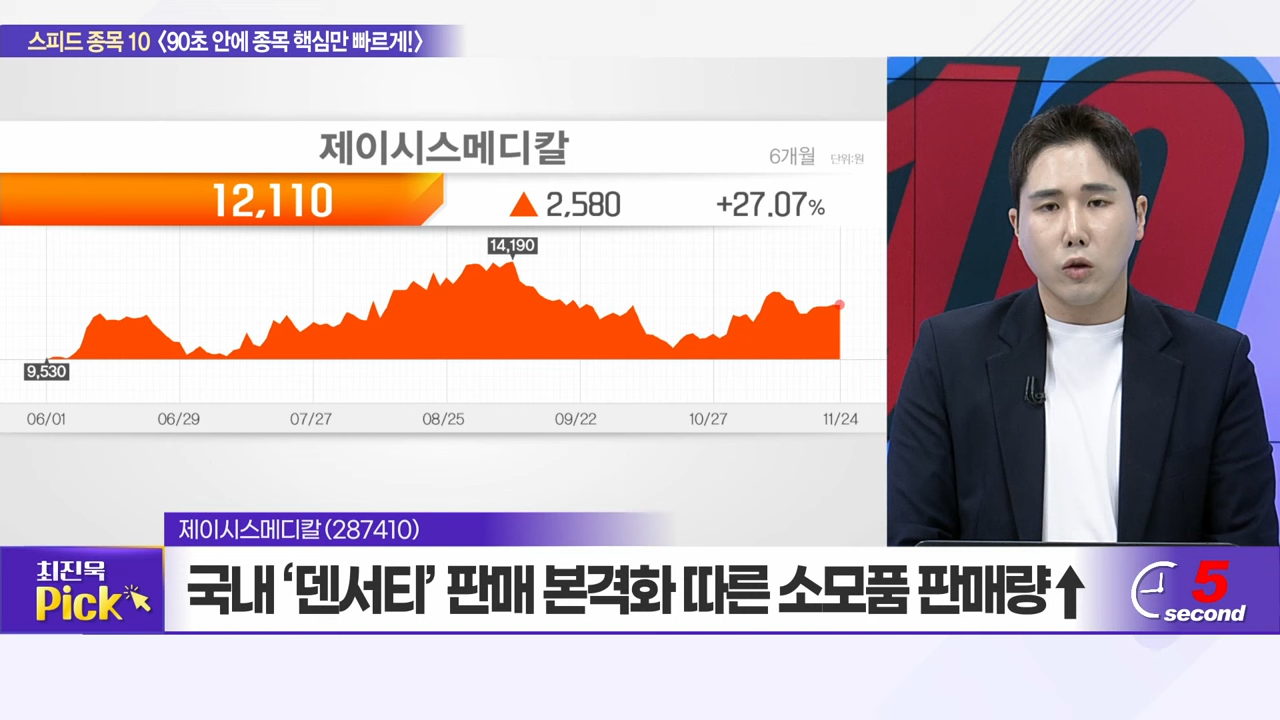 스피드 종목 10 〈90초 안에 종목 핵심만 빠르게!〉
제이시스메디칼
6개월 단위:원
12,110 ▲ 2,580 +27.07%
14,190
9,530
06/01 06/29 07/27 08/25 09/22 10/27 11/24
10
제이시스메디칼(287410)
최진욱
Pick
국내 ‘덴서티’ 판매 본격화 따른 소모품 판매량↑
5
second